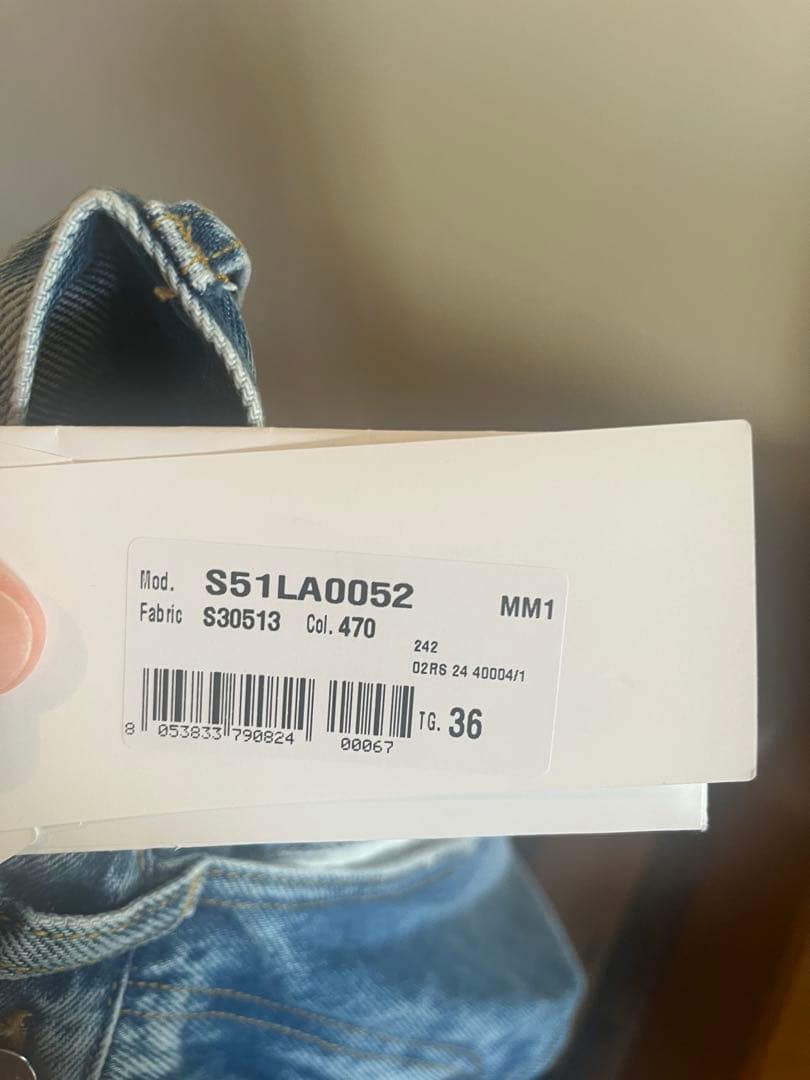 Mod. S51LA0052 MM1
Fabric S30513 Col. 470
242
02RS 24 40004/1
TG. 36
8 053833 790824 00067